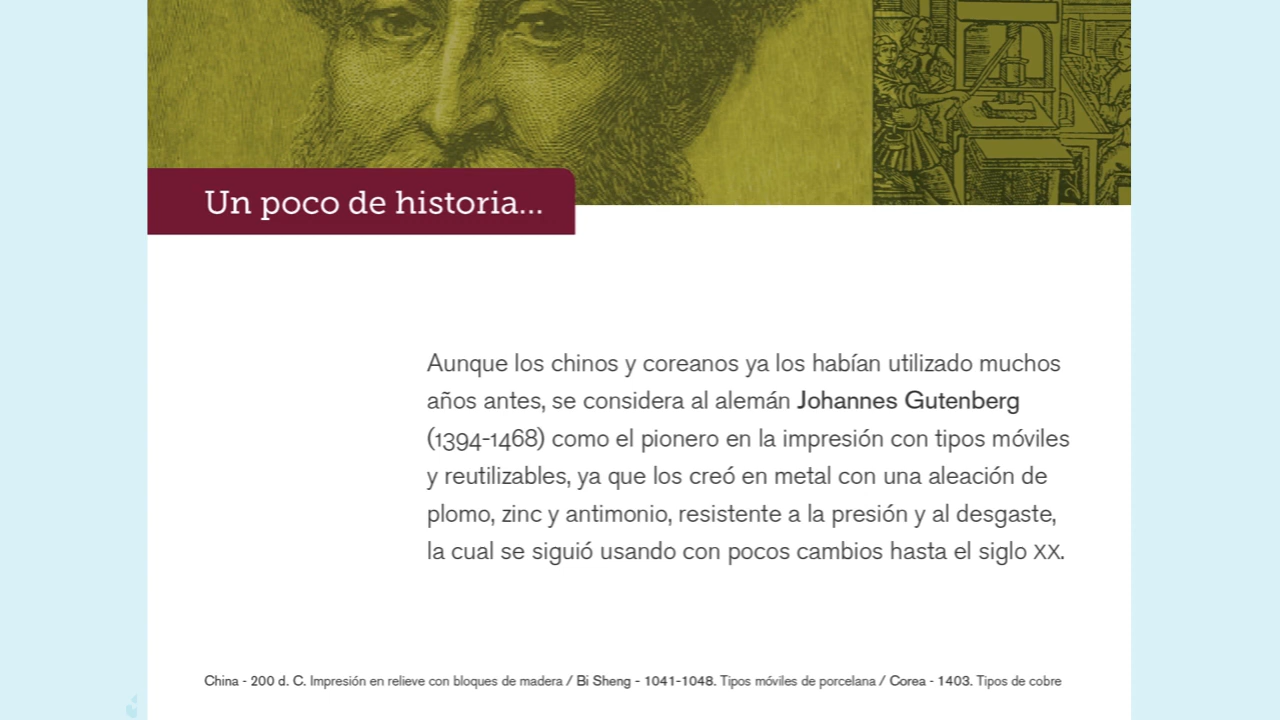 Un poco de historia...
Aunque los chinos y coreanos ya los habían utilizado muchos
años antes, se considera al alemán Johannes Gutenberg
(1394-1468) como el pionero en la impresión con tipos móviles
y reutilizables, ya que los creó en metal con una aleación de
plomo, zinc y antimonio, resistente a la presión y al desgaste,
la cual se siguió usando con pocos cambios hasta el siglo XX.
China - 200 d. C. Impresión en relieve con bloques de madera / Bi Sheng - 1041-1048. Tipos móviles de porcelana / Corea - 1403. Tipos de cobre